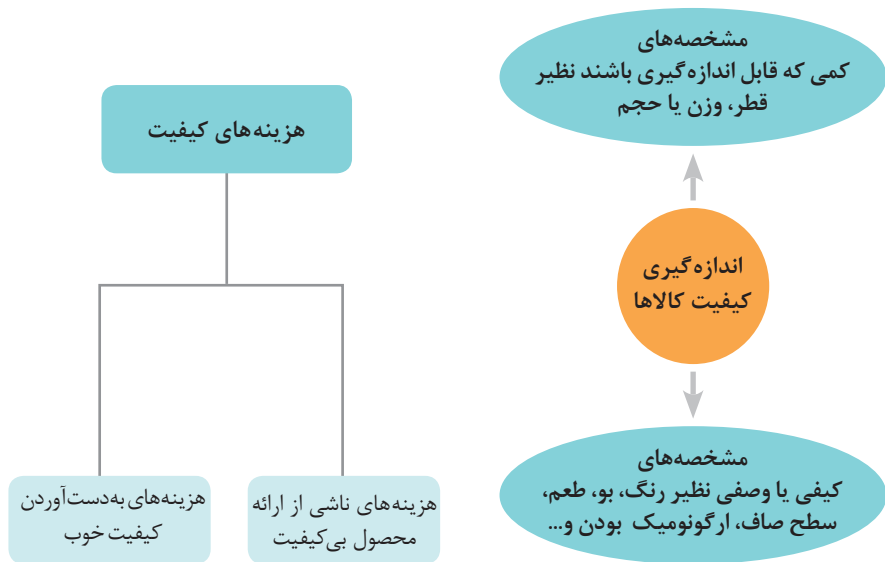 مشخصه‌های
کمی که قابل اندازه‌گیری باشند نظیر
قطر، وزن یا حجم
اندازه‌گیری
کیفیت کالاها
مشخصه‌های
کیفی یا وصفی نظیر رنگ، بو، طعم،
سطح صاف، ارگونومیک بودن و...
هزینه‌های کیفیت
هزینه‌های ناشی از ارائه
محصول بی‌کیفیت
هزینه‌های به‌دست‌آوردن
کیفیت خوب